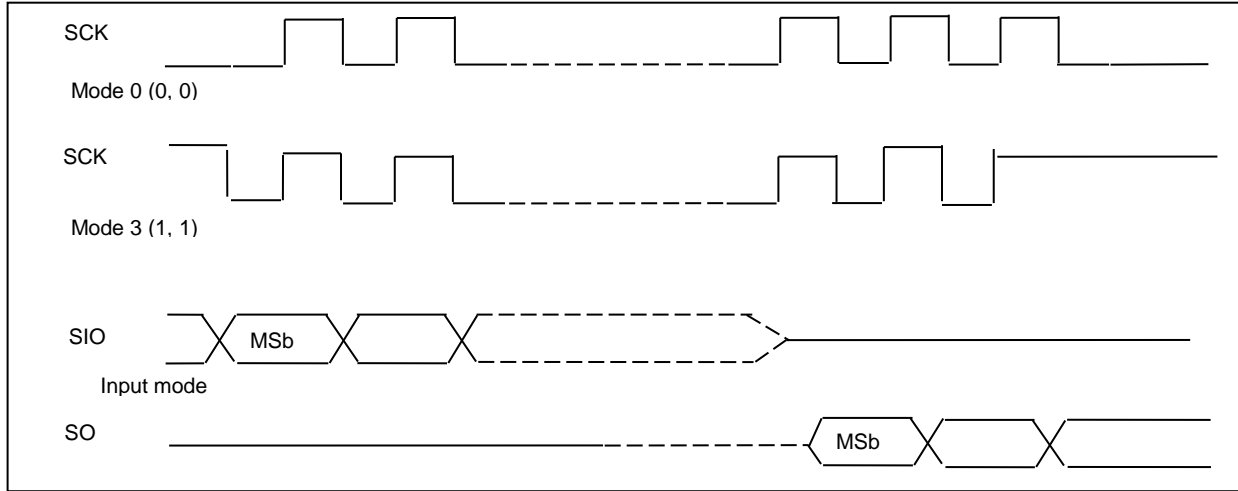 SCK
Mode 0 (0, 0)
SCK
Mode 3 (1, 1)
SIO
MSb
Input mode
SO
MSb